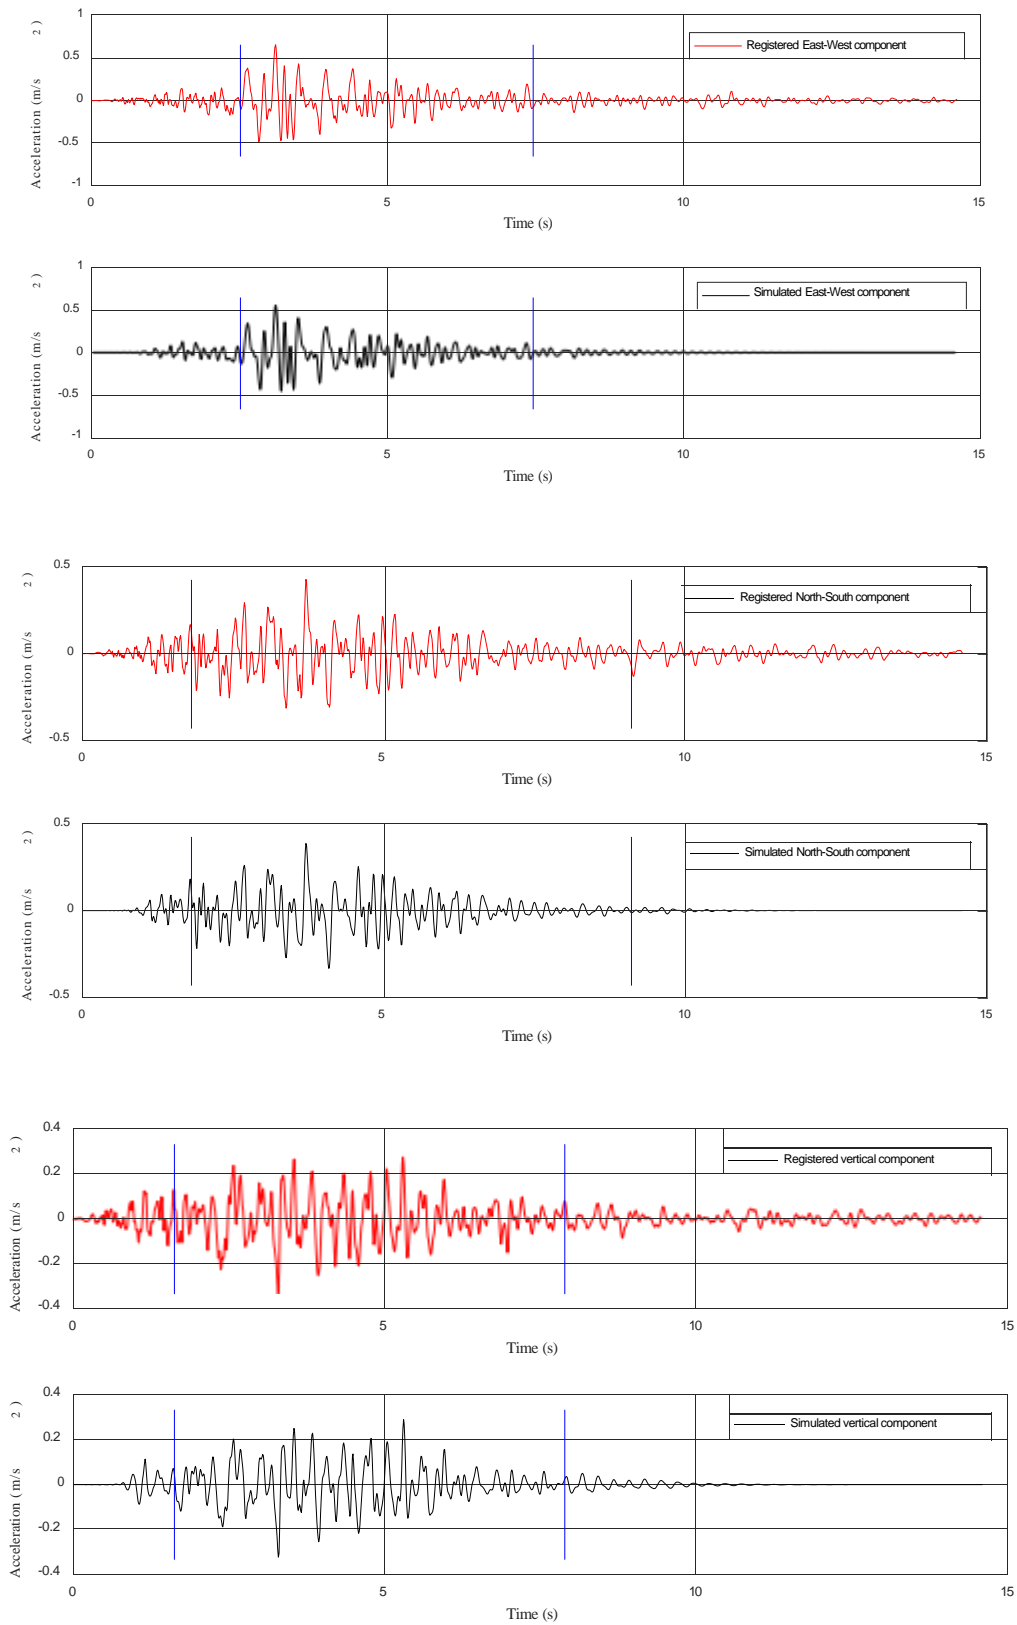 1
0.5
0
-0.5
-1
Acceleration (m/s 2 )
Registered East-West component
0 5 10 15
Time (s)
1
0.5
0
-0.5
-1
Acceleration (m/s 2 )
Simulated East-West component
0 5 10 15
Time (s)
0.5
0
-0.5
Acceleration (m/s 2 )
Registered North-South component
0 5 10 15
Time (s)
0.5
0
-0.5
Acceleration (m/s 2 )
Simulated North-South component
0 5 10 15
Time (s)
0.4
0.2
0
-0.2
-0.4
Acceleration (m/s 2 )
Registered vertical component
0 5 10 15
Time (s)
0.4
0.2
0
-0.2
-0.4
Acceleration (m/s 2 )
Simulated vertical component
0 5 10 15
Time (s)